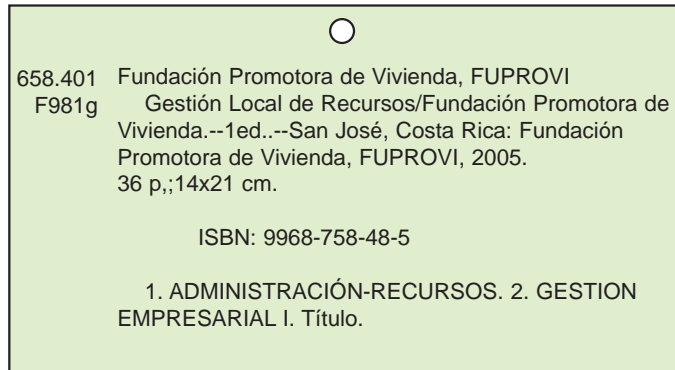 658.401 Fundación Promotora de Vivienda, FUPROVI
F981g Gestión Local de Recursos/Fundación Promotora de
Vivienda.--1ed..--San José, Costa Rica: Fundación
Promotora de Vivienda, FUPROVI, 2005.
36 p,;14x21 cm.
ISBN: 9968-758-48-5
1. ADMINISTRACIÓN-RECURSOS. 2. GESTION
EMPRESARIAL I. Título.